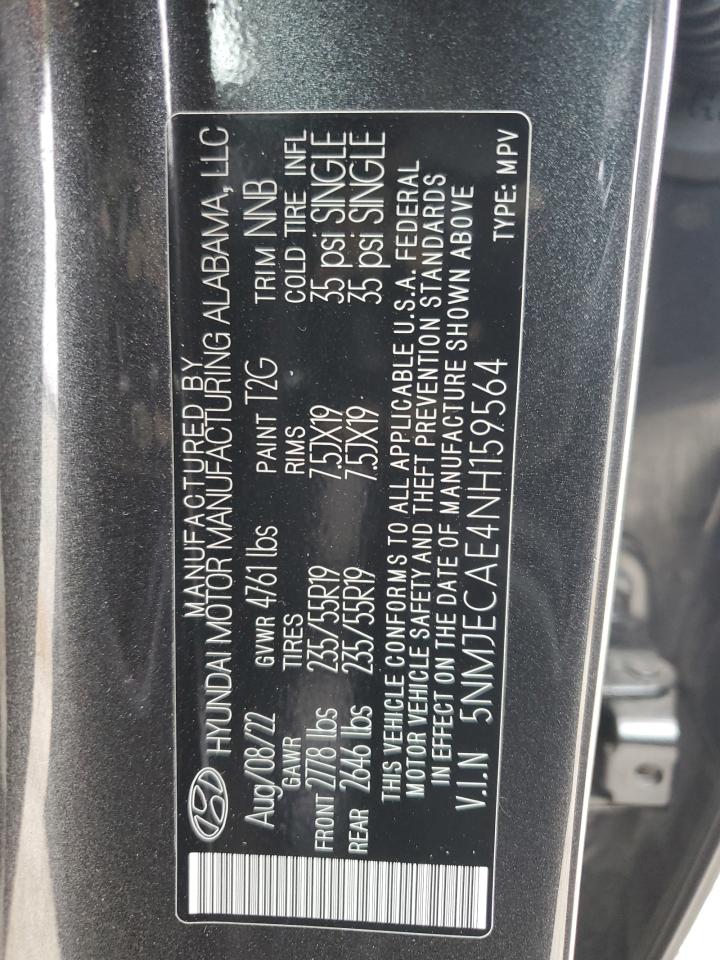 MANUFACTURED BY
HYUNDAI MOTOR MANUFACTURING ALABAMA, LLC
Aug/08/22 GVWR 4761 lbs PAINT T2G TRIM NNB
GAWR TIRES RIMS COLD TIRE INFL
FRONT 2778 lbs 235/55R19 7.5JX19 35 psi SINGLE
REAR 2646 lbs 235/55R19 7.5JX19 35 psi SINGLE
THIS VEHICLE CONFORMS TO ALL APPLICABLE U.S.A. FEDERAL
MOTOR VEHICLE SAFETY AND THEFT PREVENTION STANDARDS
IN EFFECT ON THE DATE OF MANUFACTURE SHOWN ABOVE
V.I.N 5NMJECAE4NH159564
TYPE: MPV